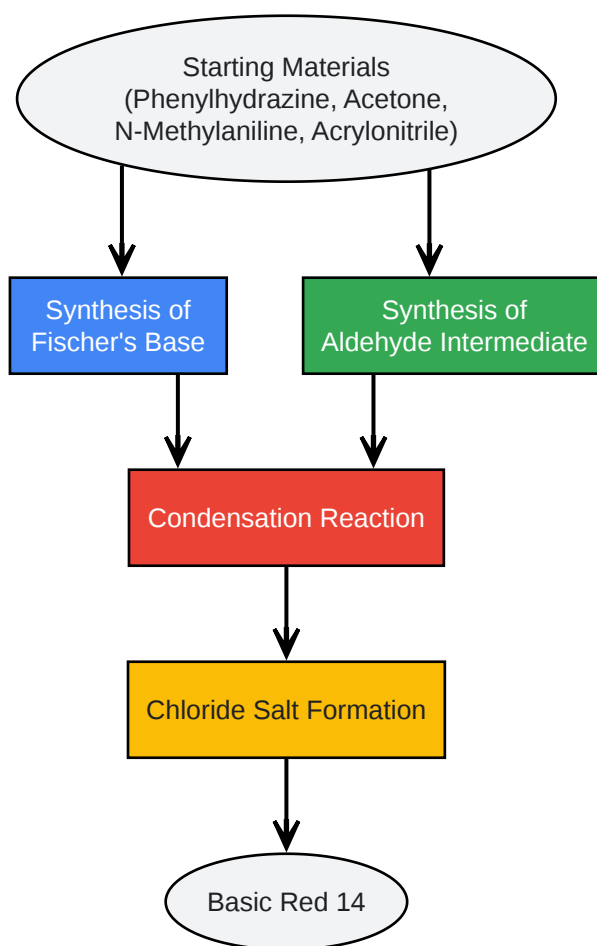 Starting Materials
(Phenylhydrazine, Acetone,
N-Methylaniline, Acrylonitrile)
Synthesis of
Fischer's Base
Synthesis of
Aldehyde Intermediate
Condensation Reaction
Chloride Salt Formation
Basic Red 14